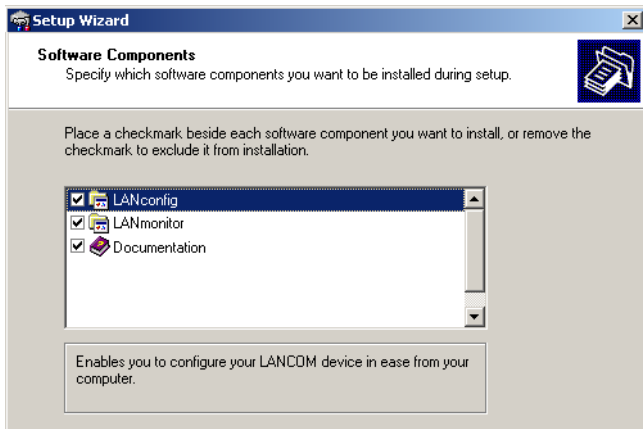 Setup Wizard
Software Components
Specify which software components you want to be installed during setup.
Place a checkmark beside each software component you want to install, or remove the
checkmark to exclude it from installation.
LANconfig
LANmonitor
Documentation
Enables you to configure your LANCOM device in ease from your
computer.